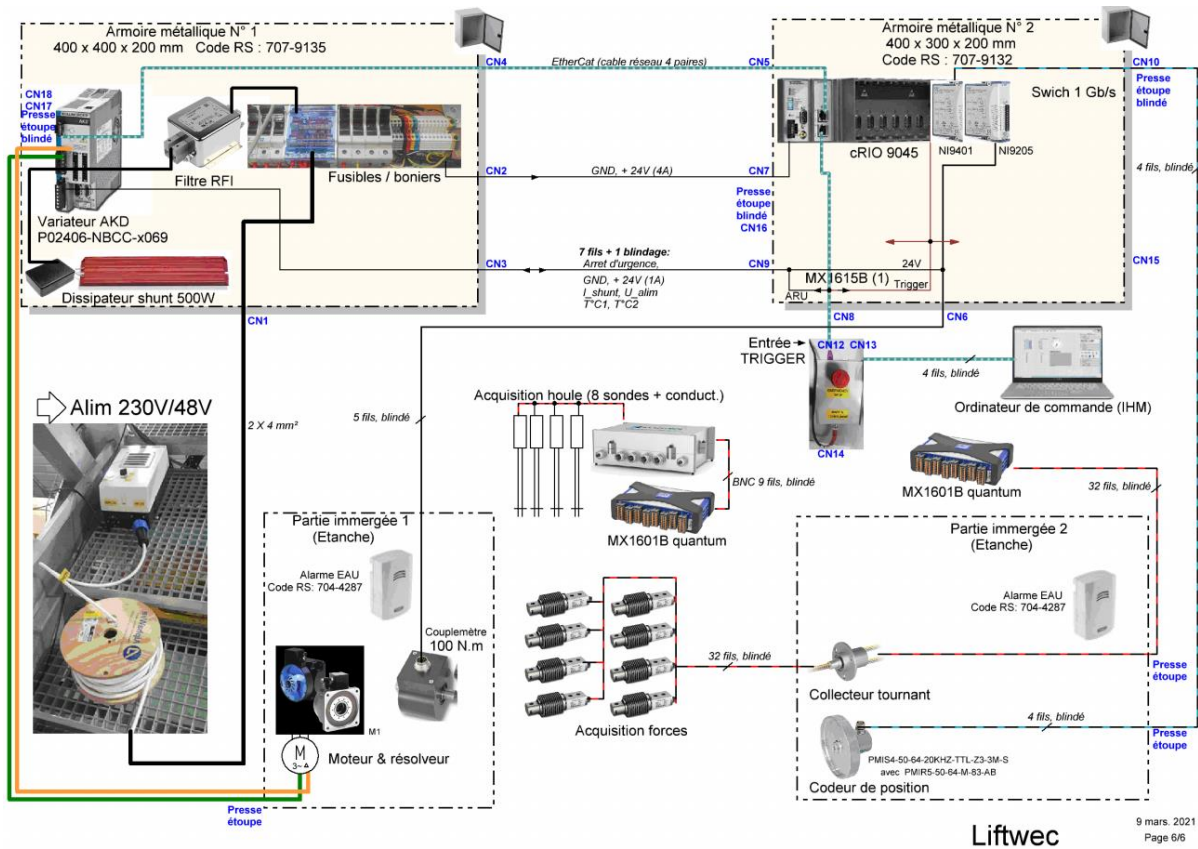 Armoire métallique N° 1
400 x 400 x 200 mm Code RS : 707-9135
CN18
CN17
Presse
étoupe
blindé
Filtre RFI
Fusibles / boniers
Variateur AKD
P02406-NBCC-x069
Dissipateur shunt 500W
CN4
EtherCat (cable réseau 4 paires)
CN5
CN2
GND, + 24V (4A)
CN7
Presse
étoupe
blindé
CN16
CN3
7 fils + 1 blindage:
Arret d'urgence,
GND, + 24V (1A)
I_shunt, U_alim
T°C1, T°C2
CN9
Armoire métallique N° 2
400 x 300 x 200 mm
Code RS : 707-9132
CN10
Presse
étoupe
blindé
Swich 1 Gb/s
cRIO 9045
NI9401
NI9205
4 fils, blindé
24V
MX1615B (1)
Trigger
ARU
CN15
CN1
CN8
CN6
Entrée
TRIGGER
CN12 CN13
CN14
4 fils, blindé
Ordinateur de commande (IHM)
Alim 230V/48V
2 X 4 mm²
5 fils, blindé
Acquisition houle (8 sondes + conduct.)
BNC 9 fils, blindé
MX1601B quantum
MX1601B quantum
32 fils, blindé
Partie immergée 1
(Etanche)
Alarme EAU
Code RS: 704-4287
Couplemètre
100 N.m
M1
M
3~
Moteur & résolveur
Presse
étoupe
Acquisition forces
32 fils, blindé
Partie immergée 2
(Etanche)
Alarme EAU
Code RS: 704-4287
Collecteur tournant
Presse
étoupe
4 fils, blindé
Presse
étoupe
PMIS4-50-64-20KHZ-TTL-Z3-3M-S
avec PMIR5-50-64-M-83-AB
Codeur de position
Liftwec
9 mars. 2021
Page 6/6